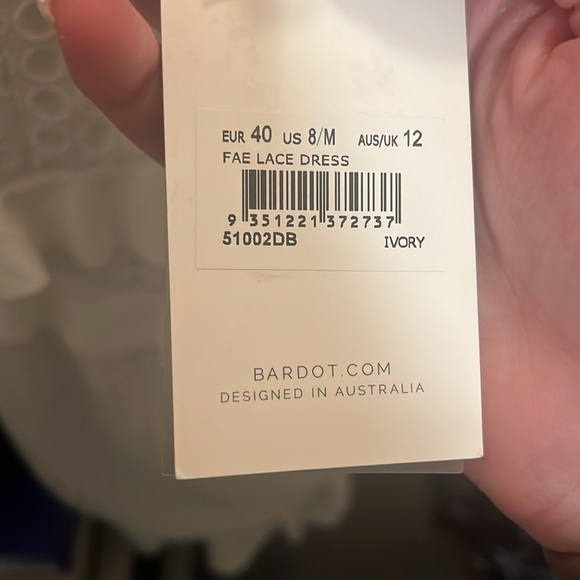 EUR 40 US 8/M AUS/UK 12
FAE LACE DRESS
9 351221 372737
51002DB IVORY
BARDOT.COM
DESIGNED IN AUSTRALIA